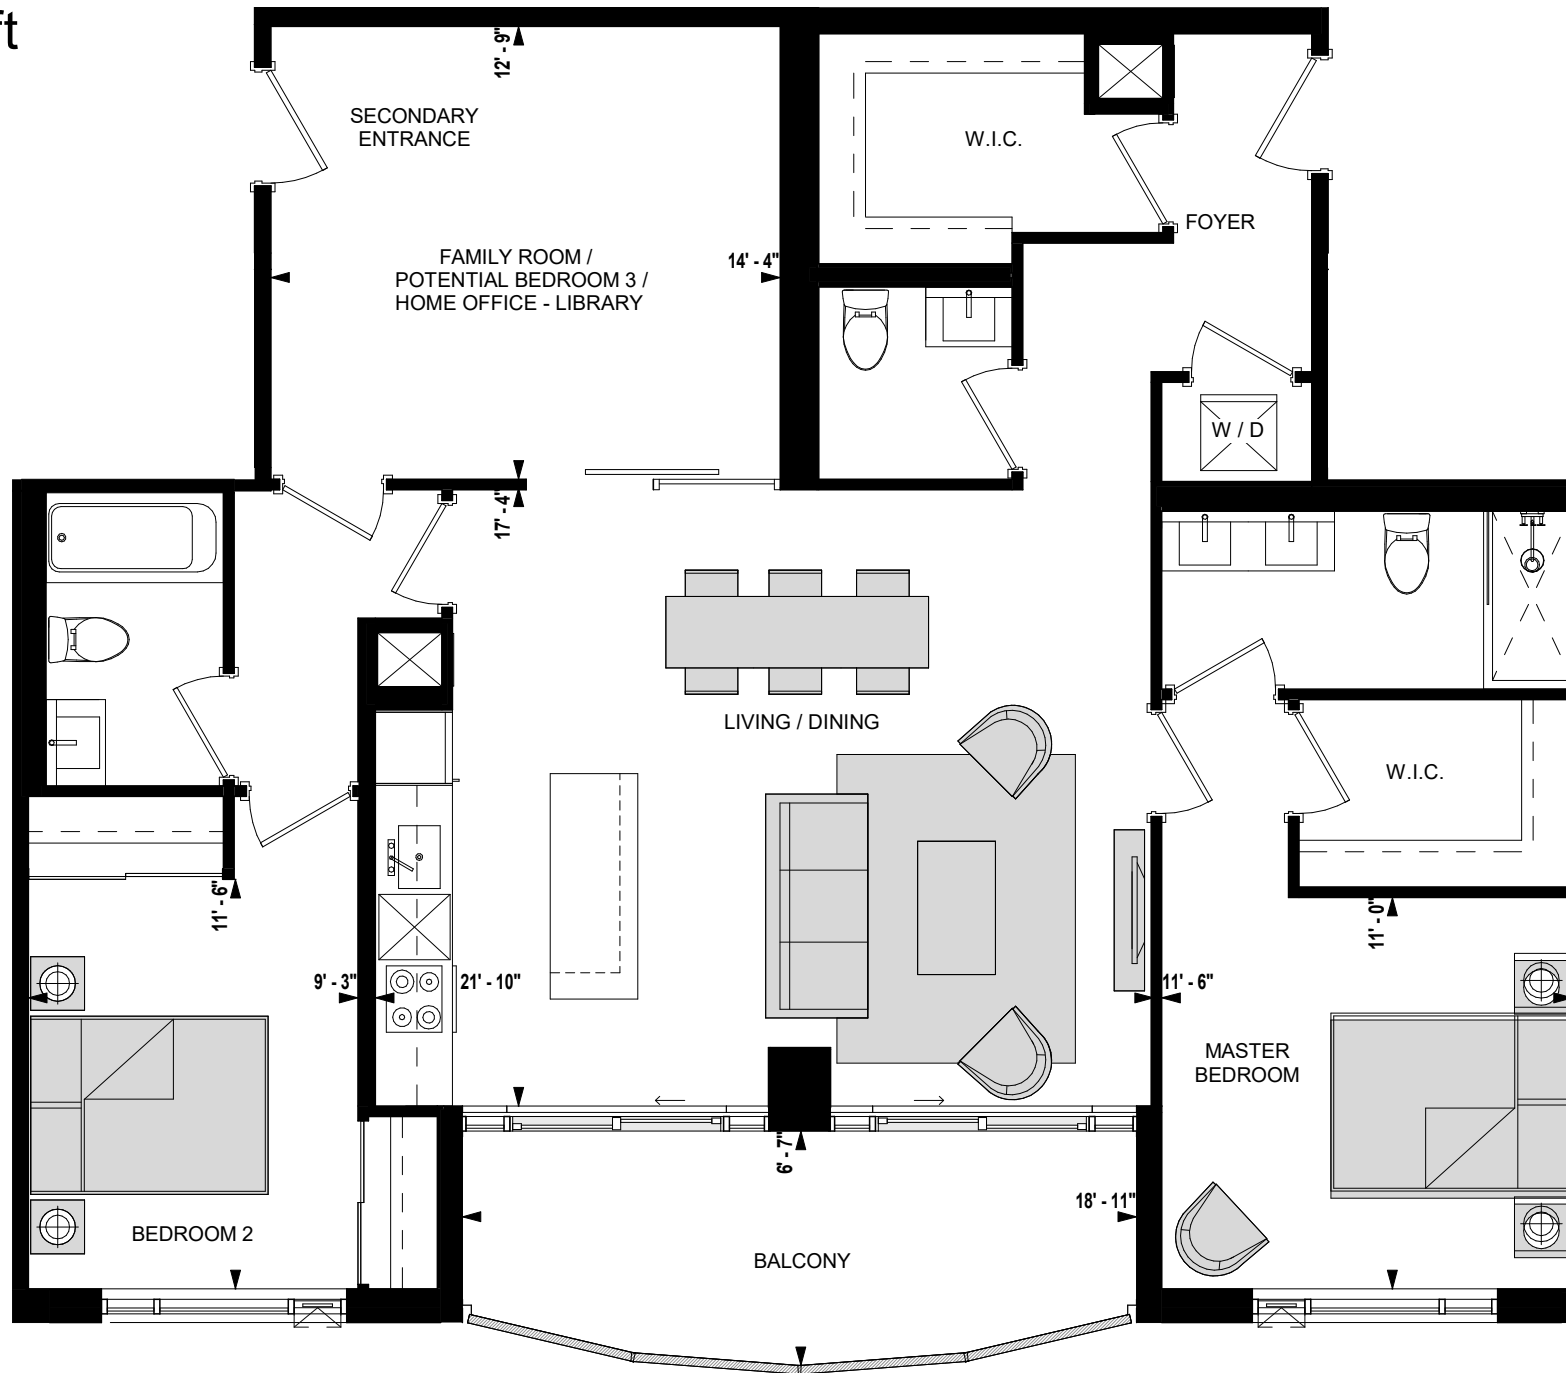 ft
12' - 9"
SECONDARY
ENTRANCE
W.I.C.
FOYER
FAMILY ROOM /
POTENTIAL BEDROOM 3 /
HOME OFFICE - LIBRARY
14' - 4"
W / D
17' - 4"
LIVING / DINING
W.I.C.
11' - 6"
11' - 0"
9' - 3"
21' - 10"
11' - 6"
MASTER
BEDROOM
6' - 7"
18' - 11"
BEDROOM 2
BALCONY